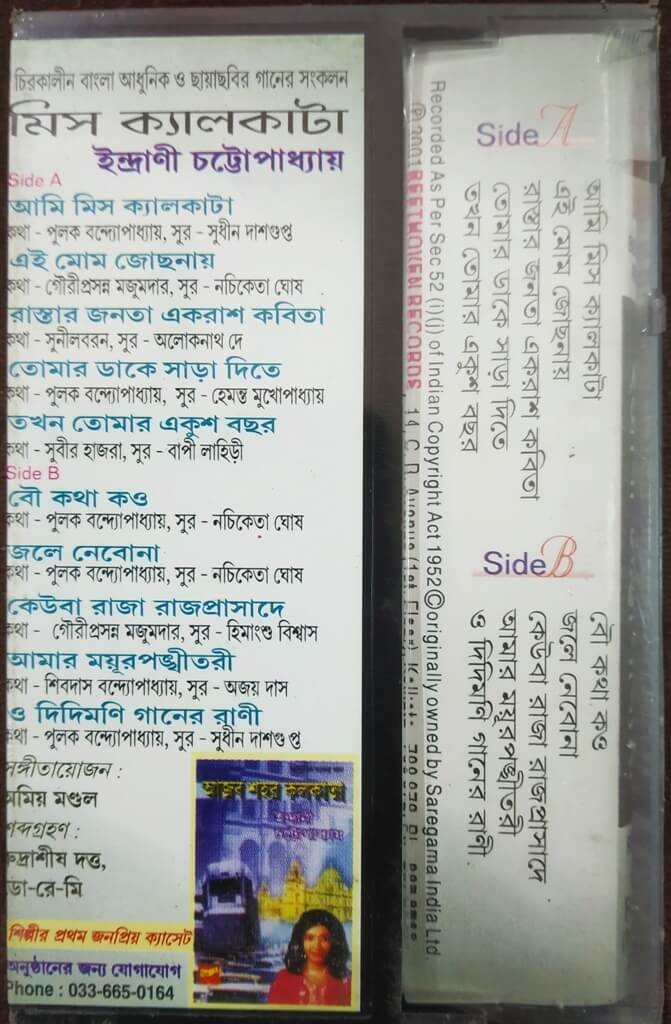 চিরকালীন বাংলা আধুনিক ও ছায়াছবির গানের সংকলন
মিস ক্যালকাটা
ইন্দ্রাণী চট্টোপাধ্যায়
Side A
আমি মিস ক্যালকাটা
কথা - পুলক বন্দ্যোপাধ্যায়, সুর - সুধীন দাশগুপ্ত
এই মোম জোছনায়
কথা - গৌরীপ্রসন্ন মজুমদার, সুর - নচিকেতা ঘোষ
রাস্তার জনতা একরাশ কবিতা
কথা - সুনীলবরন, সুর - অলোকনাথ দে
তোমার ডাকে সাড়া দিতে
কথা - পুলক বন্দ্যোপাধ্যায়, সুর - হেমন্ত মুখোপাধ্যায়
তখন তোমার একুশ বছর
কথা - সুবীর হাজরা, সুর - বাপী লাহিড়ী
Side B
বৌ কথা কও
কথা - পুলক বন্দ্যোপাধ্যায়, সুর - নচিকেতা ঘোষ
জলে নেবোনা
কথা - পুলক বন্দ্যোপাধ্যায়, সুর - নচিকেতা ঘোষ
কেউবা রাজা রাজপ্রাসাদে
কথা - গৌরীপ্রসন্ন মজুমদার, সুর - হিমাংশু বিশ্বাস
আমার ময়ূরপঙ্খীতরী
কথা - শিবদাস বন্দ্যোপাধ্যায়, সুর - অজয় দাস
ও দিদিমণি গানের রাণী
কথা - পুলক বন্দ্যোপাধ্যায়, সুর - সুধীন দাশগুপ্ত
সঙ্গীতায়োজন :
অমিয় মণ্ডল
শব্দগ্রহণ :
রুদ্রাশীষ দত্ত,
ডা-রে-মি
শিল্পীর প্রথম জনপ্রিয় ক্যাসেট
অনুষ্ঠানের জন্য যোগাযোগ
Phone : 033-665-0164
আজব শহর কলকাতা
Side A
আমি মিস ক্যালকাটা
এই মোম জোছনায়
রাস্তার জনতা একরাশ কবিতা
তোমার ডাকে সাড়া দিতে
তখন তোমার একুশ বছর
Side B
বৌ কথা কও
জলে নেবোনা
কেউবা রাজা রাজপ্রাসাদে
আমার ময়ূরপঙ্খীতরী
ও দিদিমণি গানের রাণী
Recorded As Per Sec 52 (i)(j) of Indian Copyright Act 1952 © originally owned by Saregama India Ltd.
℗ 2001 BEETHOVEN RECORDS, 14, C. R. Avenue (1st Floor),